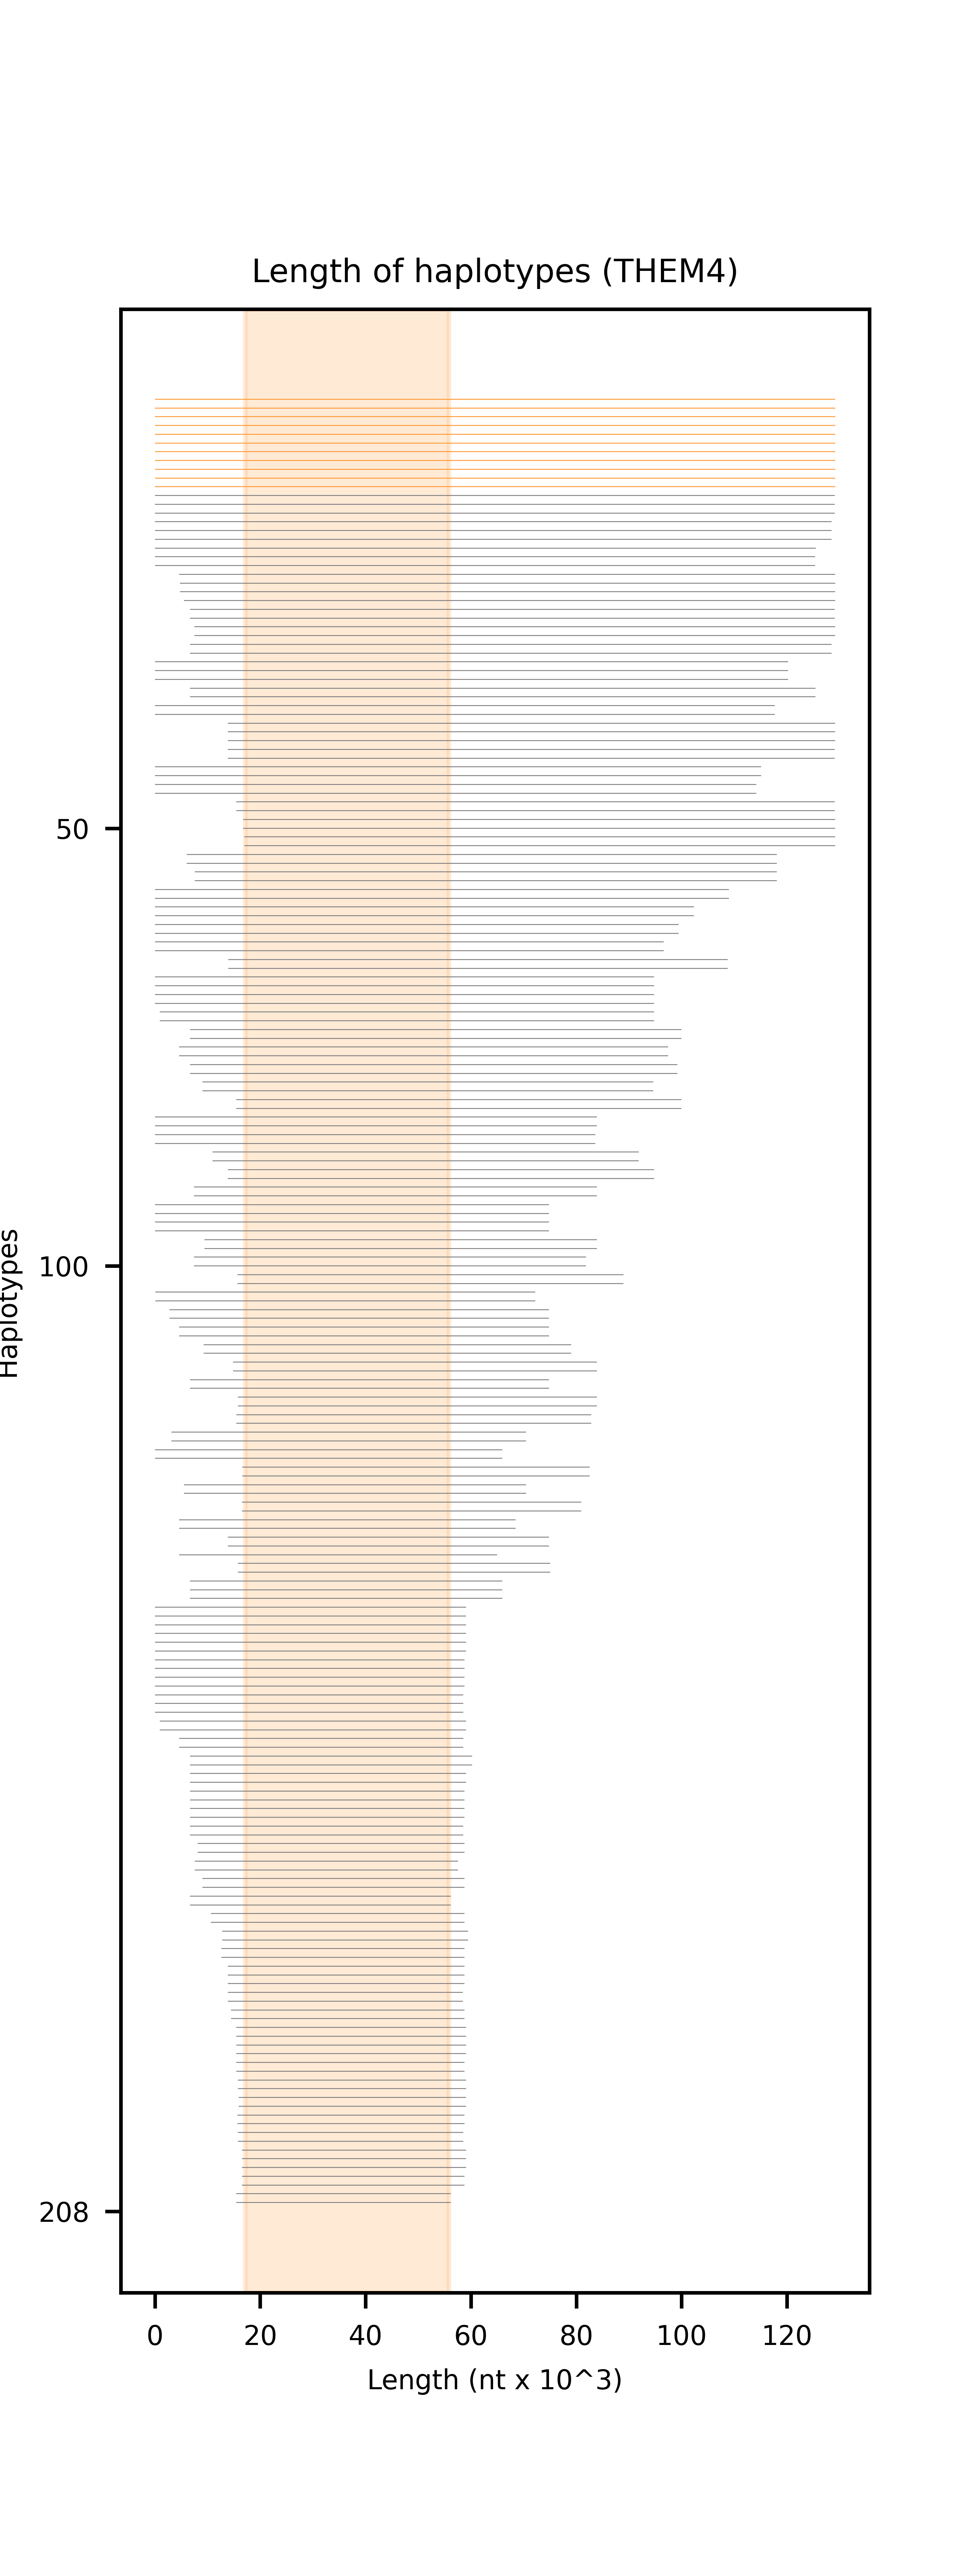 Length of haplotypes (THEM4)
50
100
208
Haplotypes
0 20 40 60 80 100 120
Length (nt x 10^3)